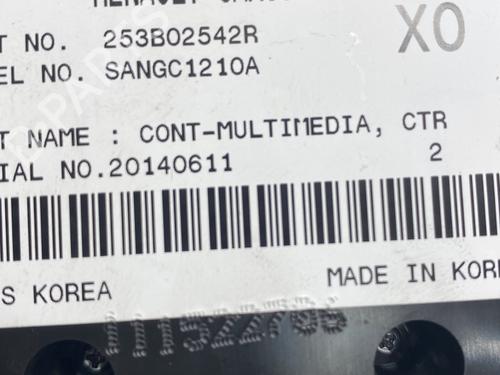 T NO. 253B02542R
X0
EL NO. SANGC1210A
T NAME : CONT-MULTIMEDIA, CTR
IAL NO.20140611 2
S KOREA
MADE IN KOR